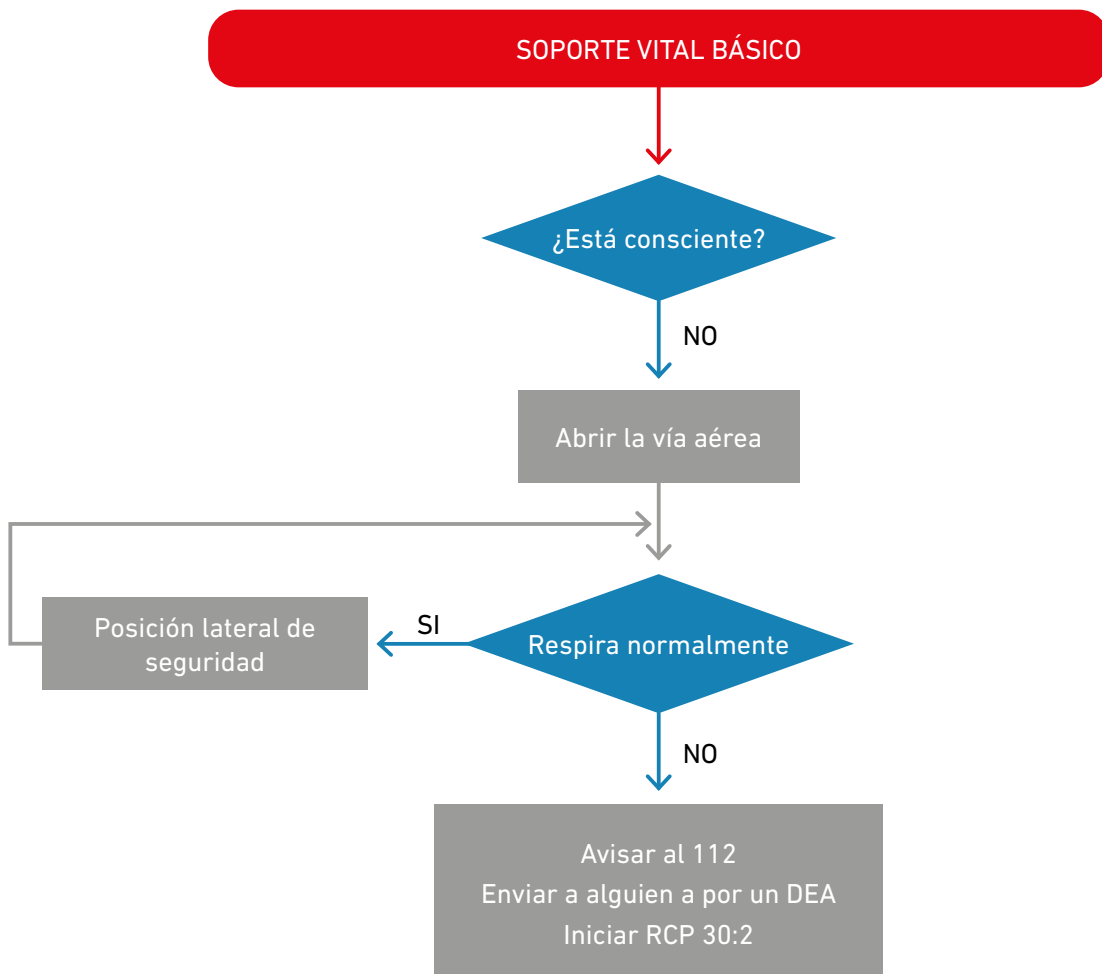 SOPORTE VITAL BÁSICO
¿Está consciente?
NO
Abrir la vía aérea
Respira normalmente
SI
Posición lateral de
seguridad
NO
Avisar al 112
Enviar a alguien a por un DEA
Iniciar RCP 30:2